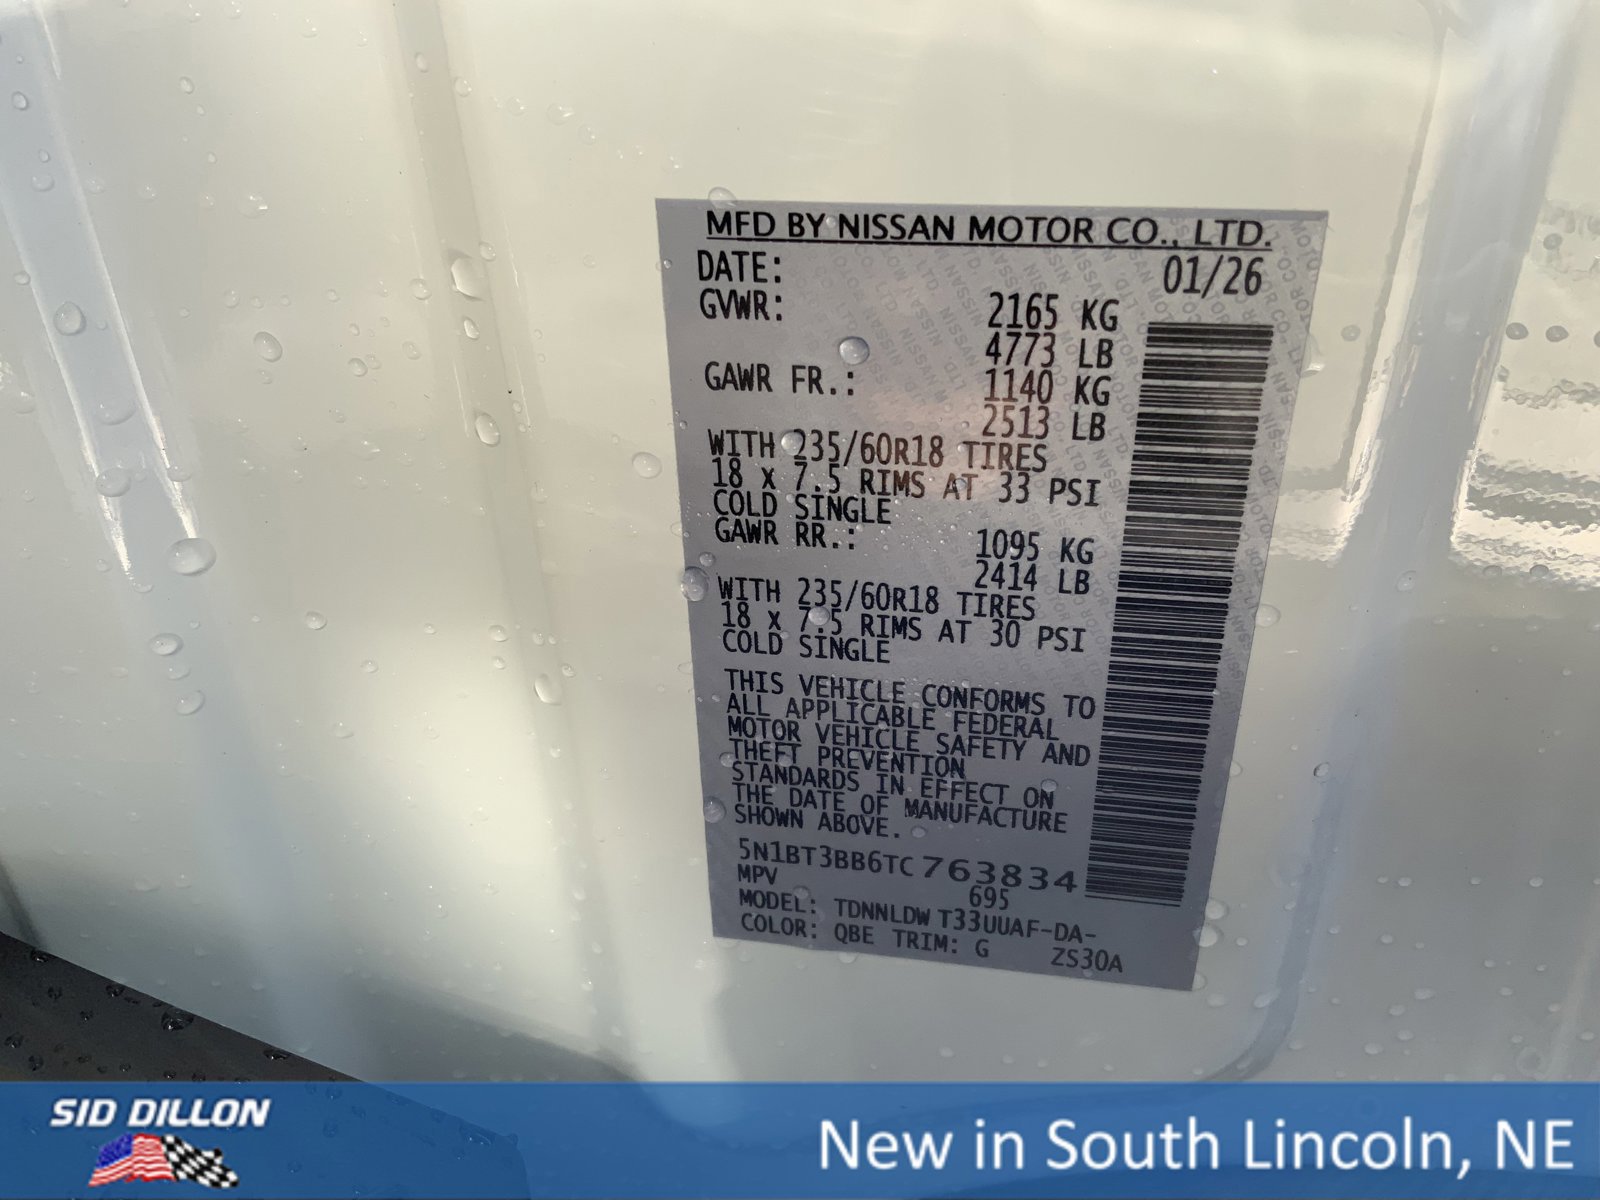 MFD BY NISSAN MOTOR CO., LTD.
DATE: 01/26
GVWR: 2165 KG
4773 LB
GAWR FR.: 1140 KG
2513 LB
WITH 235/60R18 TIRES
18 x 7.5 RIMS AT 33 PSI
COLD SINGLE
GAWR RR.: 1095 KG
2414 LB
WITH 235/60R18 TIRES
18 x 7.5 RIMS AT 30 PSI
COLD SINGLE
THIS VEHICLE CONFORMS TO
ALL APPLICABLE FEDERAL
MOTOR VEHICLE SAFETY AND
THEFT PREVENTION
STANDARDS IN EFFECT ON
THE DATE OF MANUFACTURE
SHOWN ABOVE.
5N1BT3BB6TC763834
MPV 695
MODEL: TDNNLDW T33UUAF-DA-
COLOR: QBE TRIM: G ZS30A
SID DILLON
New in South Lincoln, NE